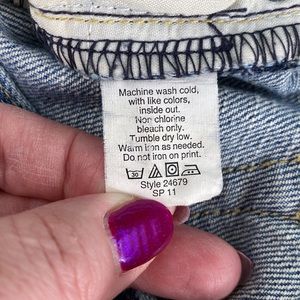 Machine wash cold,
with like colors,
inside out.
Non chlorine
bleach only.
Tumble dry low.
Warm iron as needed.
Do not iron on print.
30
Style 24679
SP 11